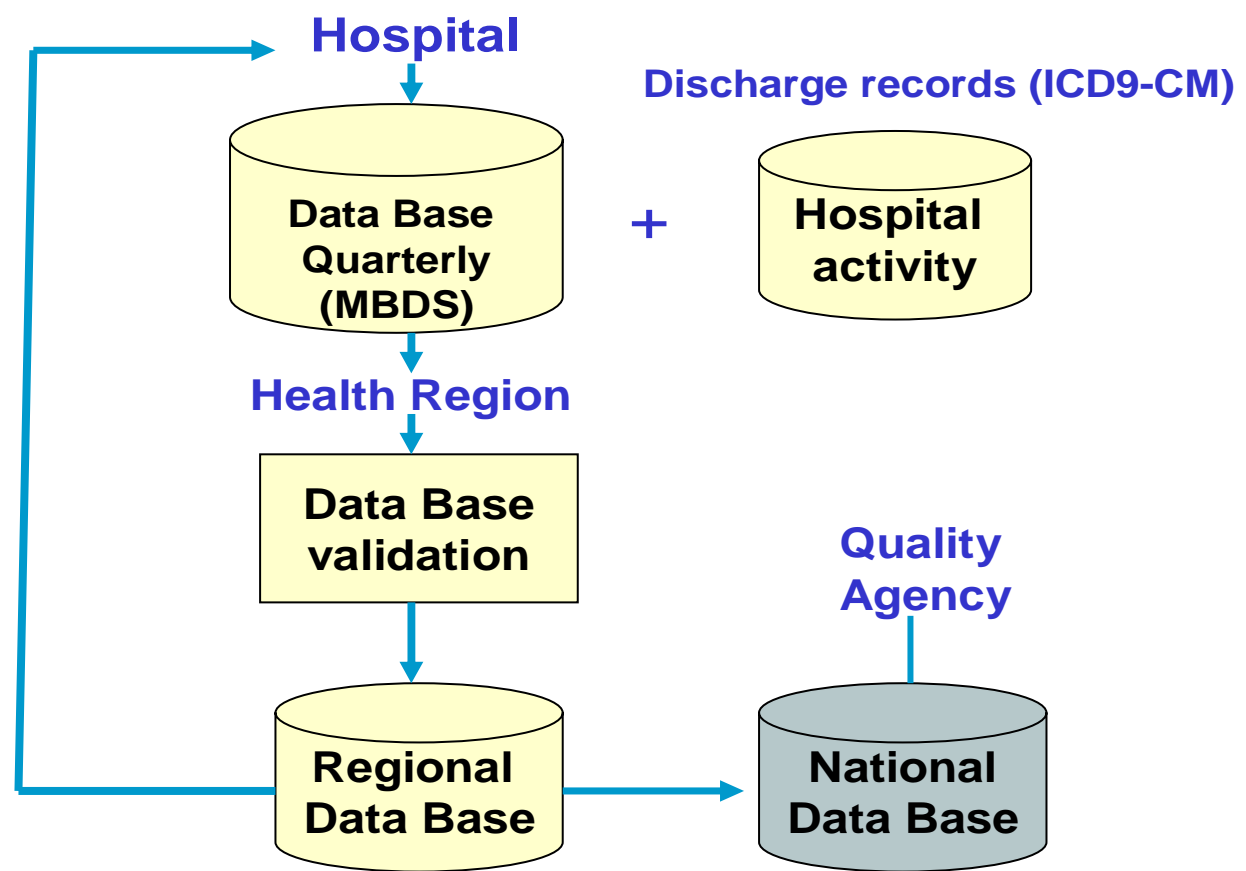 Hospital
Discharge records (ICD9-CM)
Data Base
Quarterly
(MBDS)
+
Hospital
activity
Health Region
Data Base
validation
Quality
Agency
Regional
Data Base
National
Data Base